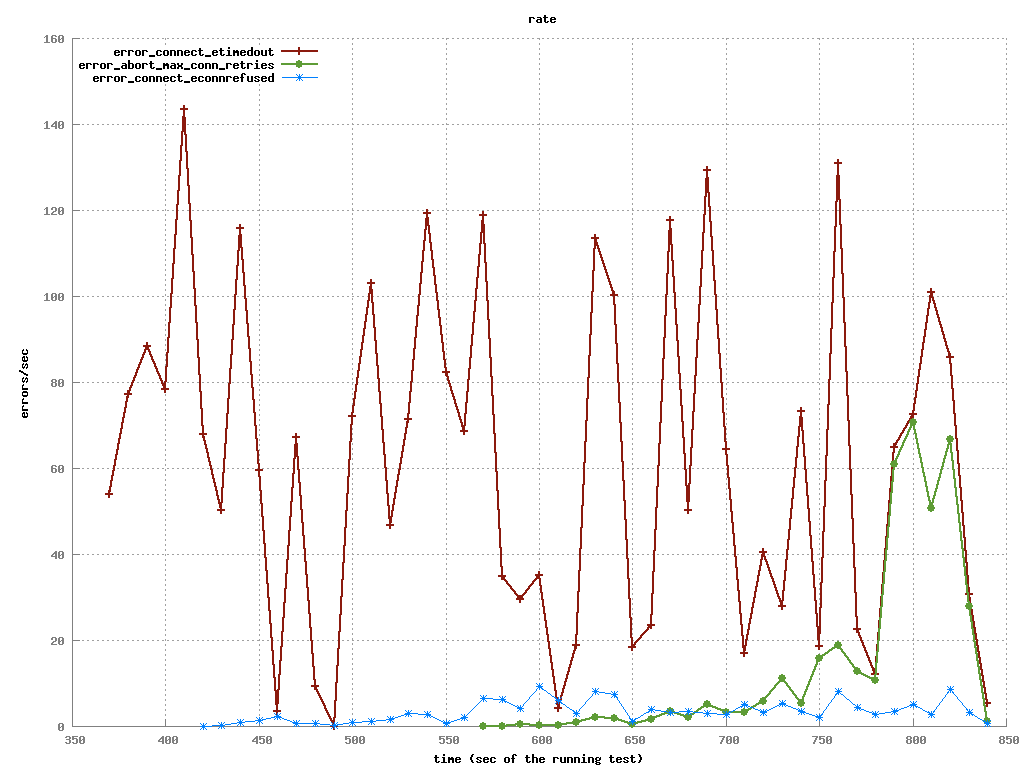 rate
160
error_connect_etimedout
error_abort_max_conn_retries
error_connect_econnrefused
140
120
100
80
60
40
20
0
errors/sec
350 400 450 500 550 600 650 700 750 800 850
time (sec of the running test)